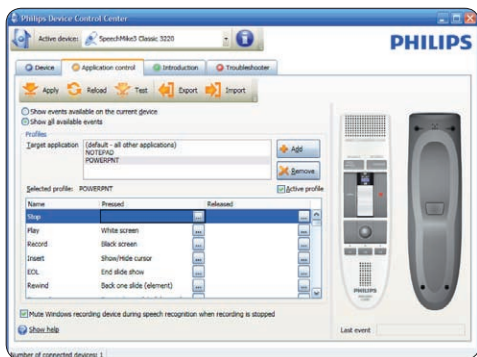 Philips Device Control Center
Active device: SpeechMike3 Classic 3220
PHILIPS
Device Application control Introduction Troubleshooter
Apply Reload Test Export Import
Show events available on the current device
Show all available events
Profiles
Target application (default - all other applications)
NOTEPAD
POWERPNT
Add
Remove
Selected profile: POWERPNT Active profile
Name Pressed Released
Stop
Play White screen
Record Black screen
Insert Show/Hide cursor
EOL End slide show
Rewind Back one slide (element)
Mute Windows recording device during speech recognition when recording is stopped
Show help
Last event
Number of connected devices: 1
PHILIPS